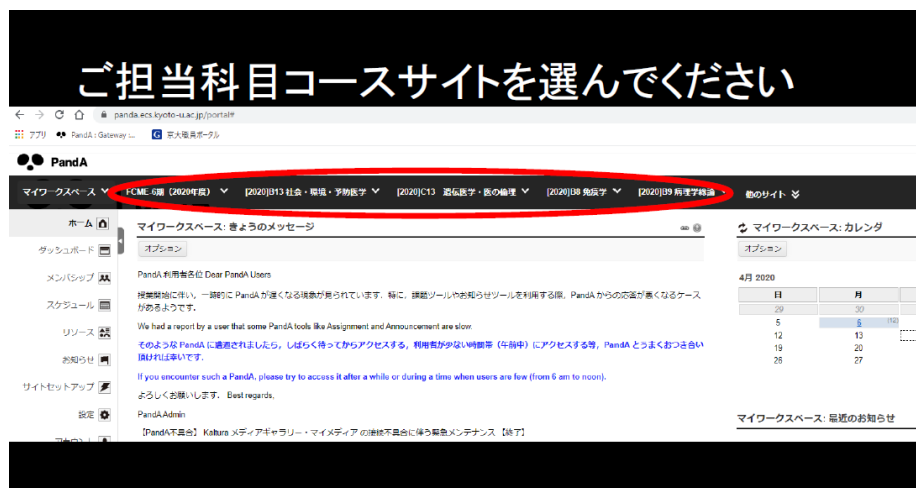 ご担当科目コースサイトを選んでください
panda.ecs.kyoto-u.ac.jp/portal#
アプリ PandA : Gateway :... 京大職員ポータル
PandA
マイワークスペース FCME-6期（2020年度） [2020]B13 社会・環境・予防医学 [2020]C13 遺伝医学・医の倫理 [2020]B8 免疫学 [2020]B9 病理学総論 他のサイト
ホーム
ダッシュボード
メンバシップ
スケジュール
リソース
お知らせ
サイトセットアップ
設定
マイワークスペース: きょうのメッセージ
オプション
PandA 利用者各位 Dear PandA Users
授業開始に伴い，一時的に PandA が遅くなる現象が見られています．特に，課題ツールやお知らせツールを利用する際，PandA からの応答が悪くなるケース
があるようです．
We had a report by a user that some PandA tools like Assignment and Announcement are slow.
そのような PandA に遭遇されましたら，しばらく待ってからアクセスする，利用者が少ない時間帯（午前中）にアクセスする等，PandA とうまくおつき合い
頂ければ幸いです．
If you encounter such a PandA, please try to access it after a while or during a time when users are few (from 6 am to noon).
よろしくお願いします． Best regards,
PandA Admin
【PandA不具合】 Kaltura メディアギャラリー・マイメディア の接続不具合に伴う緊急メンテナンス 【終了】
マイワークスペース: カレンダ
オプション
4月 2020
日 月
29 30
5 6 [12]
12 13
19 20
26 27
マイワークスペース: 最近のお知らせ